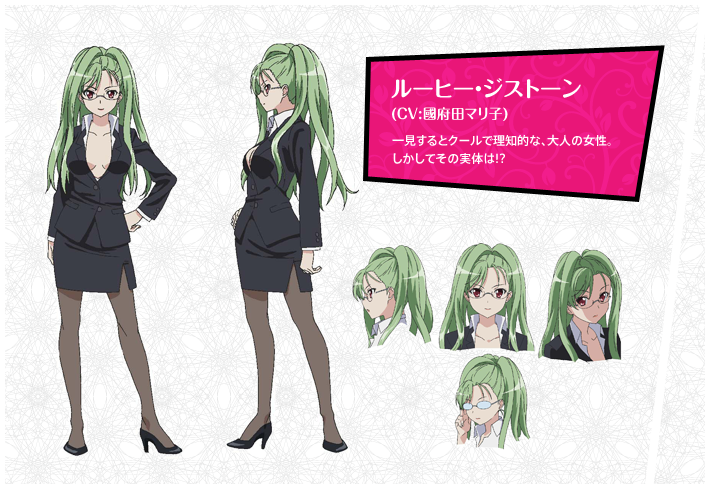 ルーヒー・ジストーン
(CV:國府田マリ子)
一見するとクールで理知的な、大人の女性。
しかしてその実体は!?